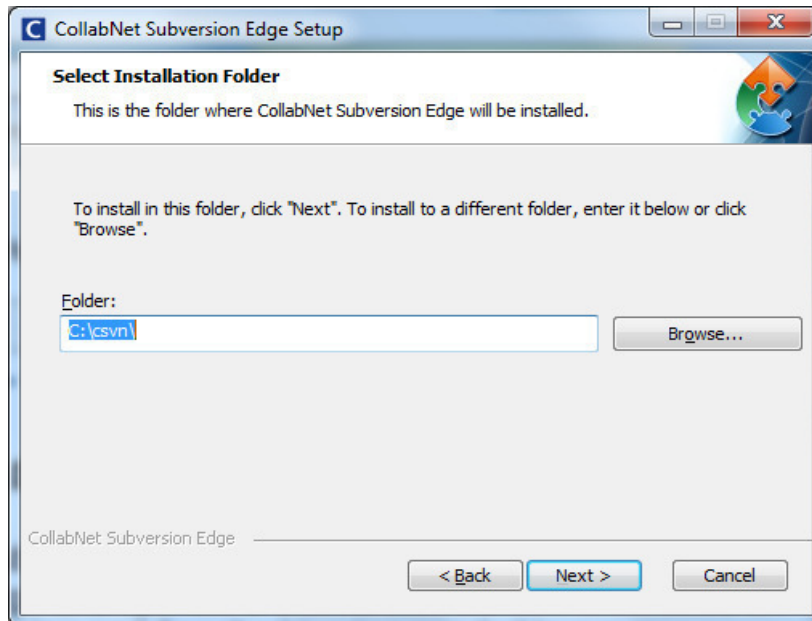 CollabNet Subversion Edge Setup
Select Installation Folder
This is the folder where CollabNet Subversion Edge will be installed.
To install in this folder, click "Next". To install to a different folder, enter it below or click
"Browse".
Folder:
C:\csvn\
Browse...
CollabNet Subversion Edge
< Back
Next >
Cancel